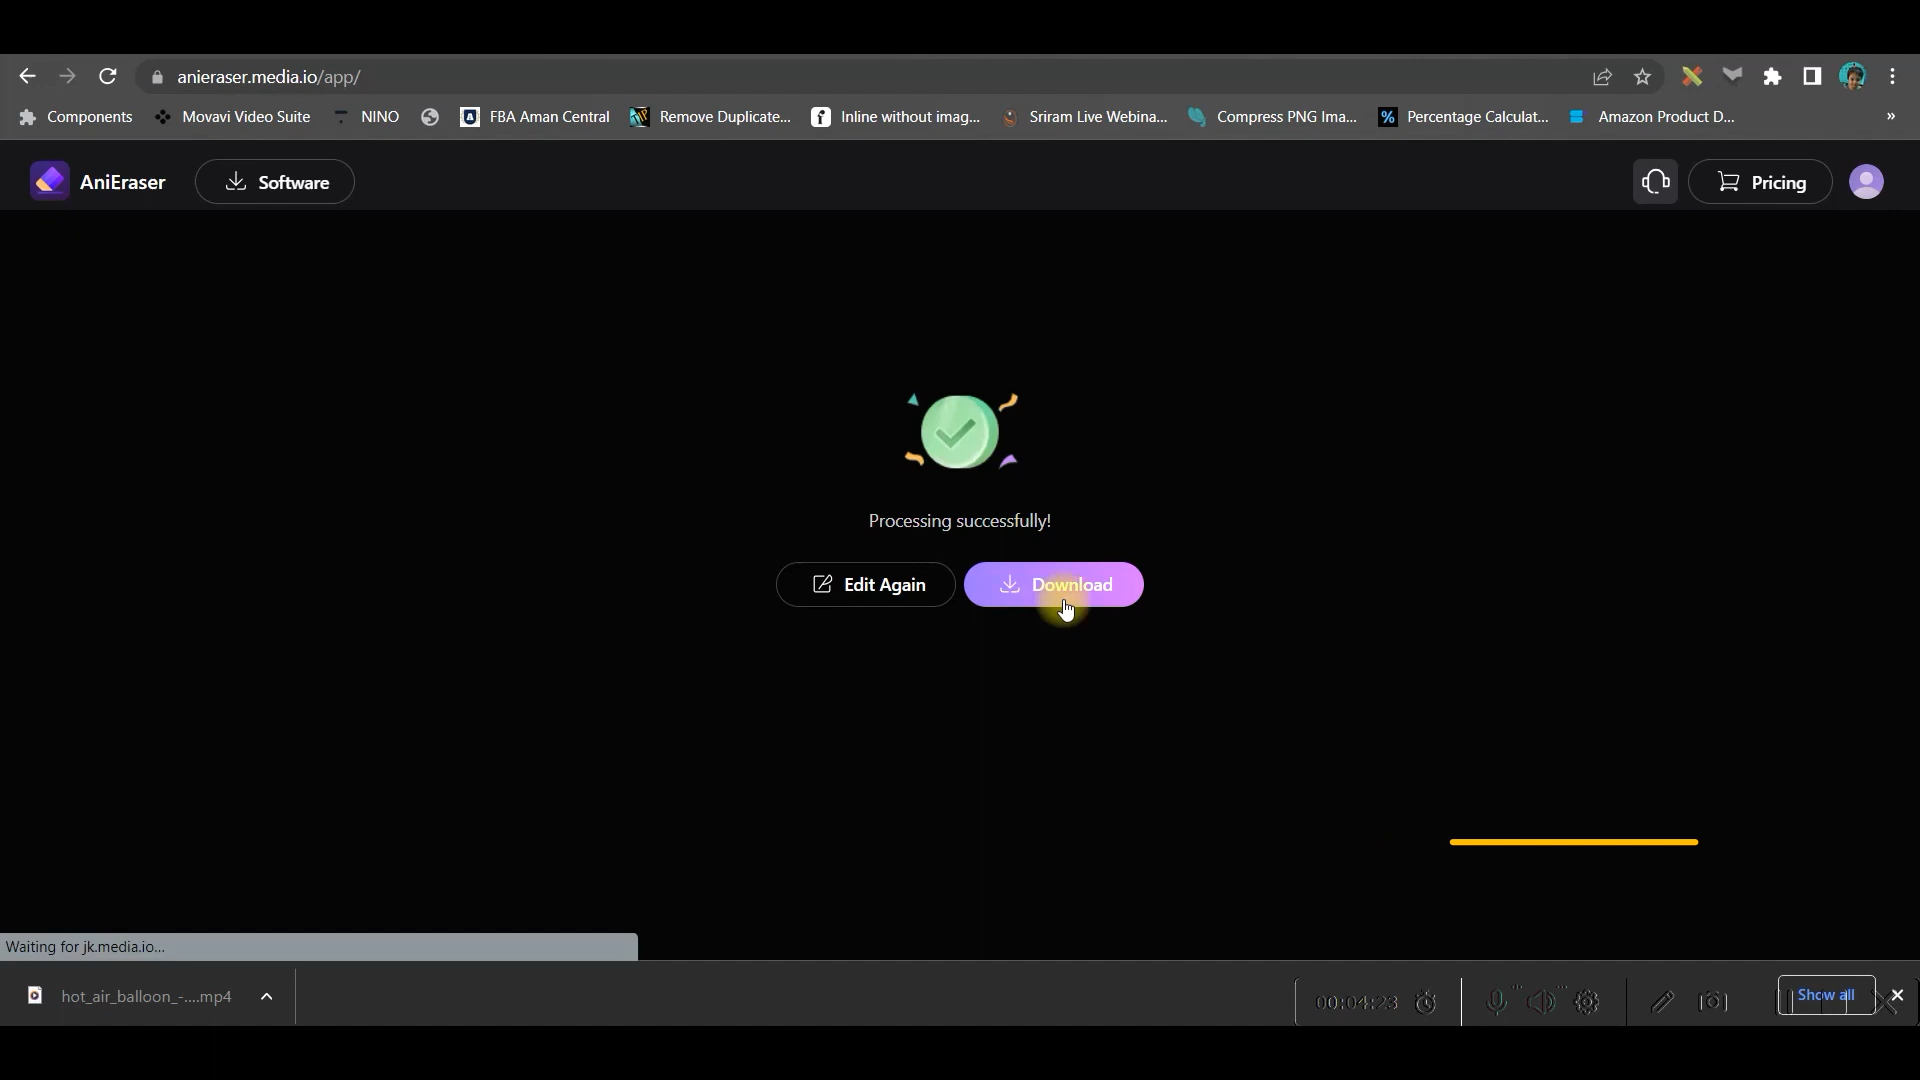 anieraser.media.io/app/
Components
Movavi Video Suite
NINO
FBA Aman Central
Remove Duplicate...
Inline without imag...
Sriram Live Webina...
Compress PNG Ima...
% Percentage Calculat...
Amazon Product D...
»
AniEraser
Software
Pricing
Processing successfully!
Edit Again
Download
Waiting for jk.media.io...
hot_air_balloon_-....mp4
00:04:23
Show all